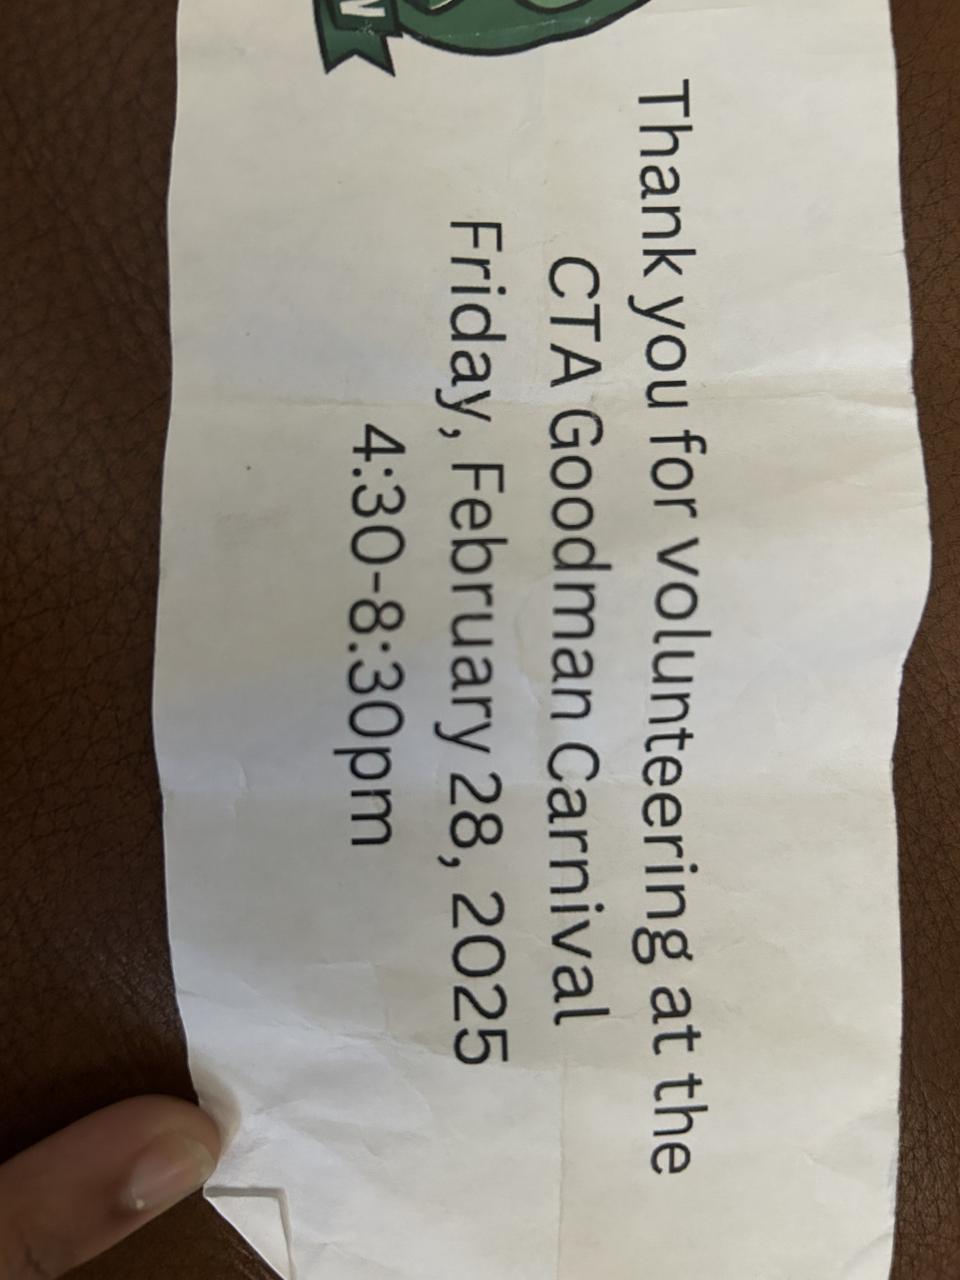 Thank you for volunteering at the
CTA Goodman Carnival
Friday, February 28, 2025
4:30-8:30pm